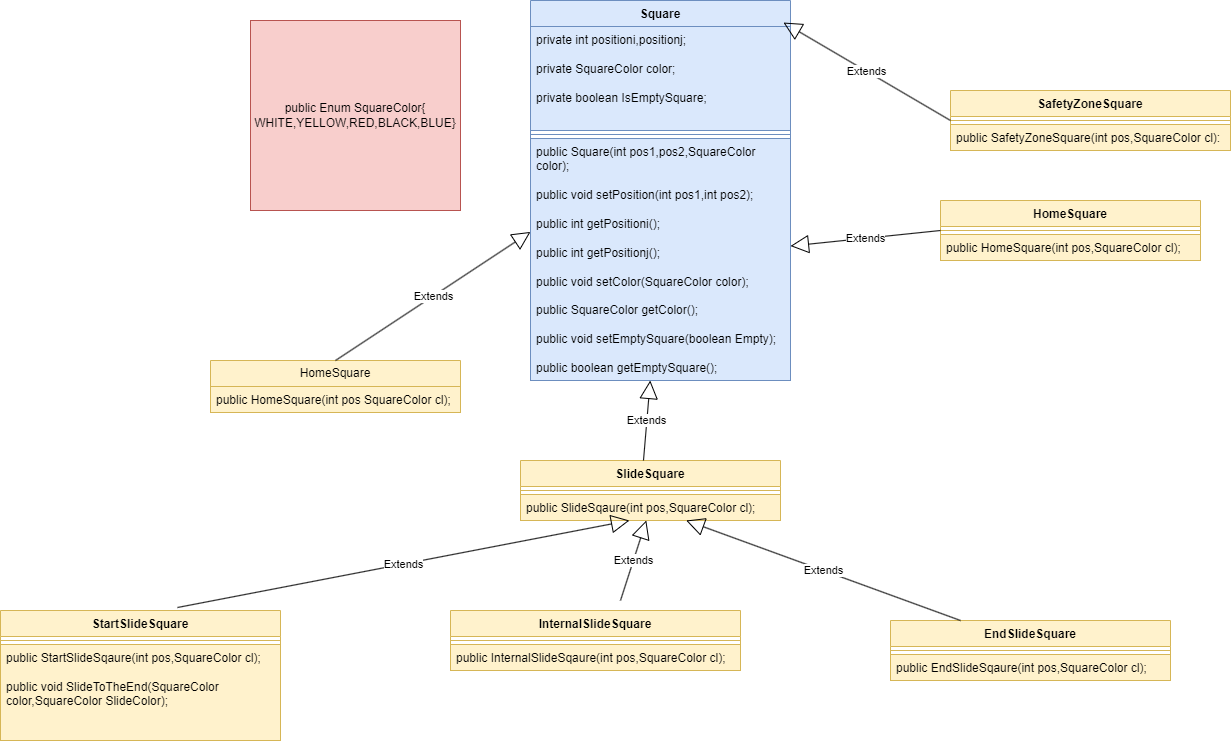 Square
private int positioni,positionj;
private SquareColor color;
private boolean IsEmptySquare;
public Square(int pos1,pos2,SquareColor
color);
public void setPosition(int pos1,int pos2);
public int getPositioni();
public int getPositionj();
public void setColor(SquareColor color);
public SquareColor getColor();
public void setEmptySquare(boolean Empty);
public boolean getEmptySquare();
public Enum SquareColor{
WHITE,YELLOW,RED,BLACK,BLUE}
Extends
SafetyZoneSquare
public SafetyZoneSquare(int pos,SquareColor cl):
Extends
HomeSquare
public HomeSquare(int pos,SquareColor cl);
Extends
HomeSquare
public HomeSquare(int pos SquareColor cl);
Extends
SlideSquare
public SlideSqaure(int pos,SquareColor cl);
Extends
Extends
Extends
StartSlideSquare
public StartSlideSqaure(int pos,SquareColor cl);
public void SlideToTheEnd(SquareColor
color,SquareColor SlideColor);
InternalSlideSquare
public InternalSlideSqaure(int pos,SquareColor cl);
EndSlideSquare
public EndSlideSqaure(int pos,SquareColor cl);